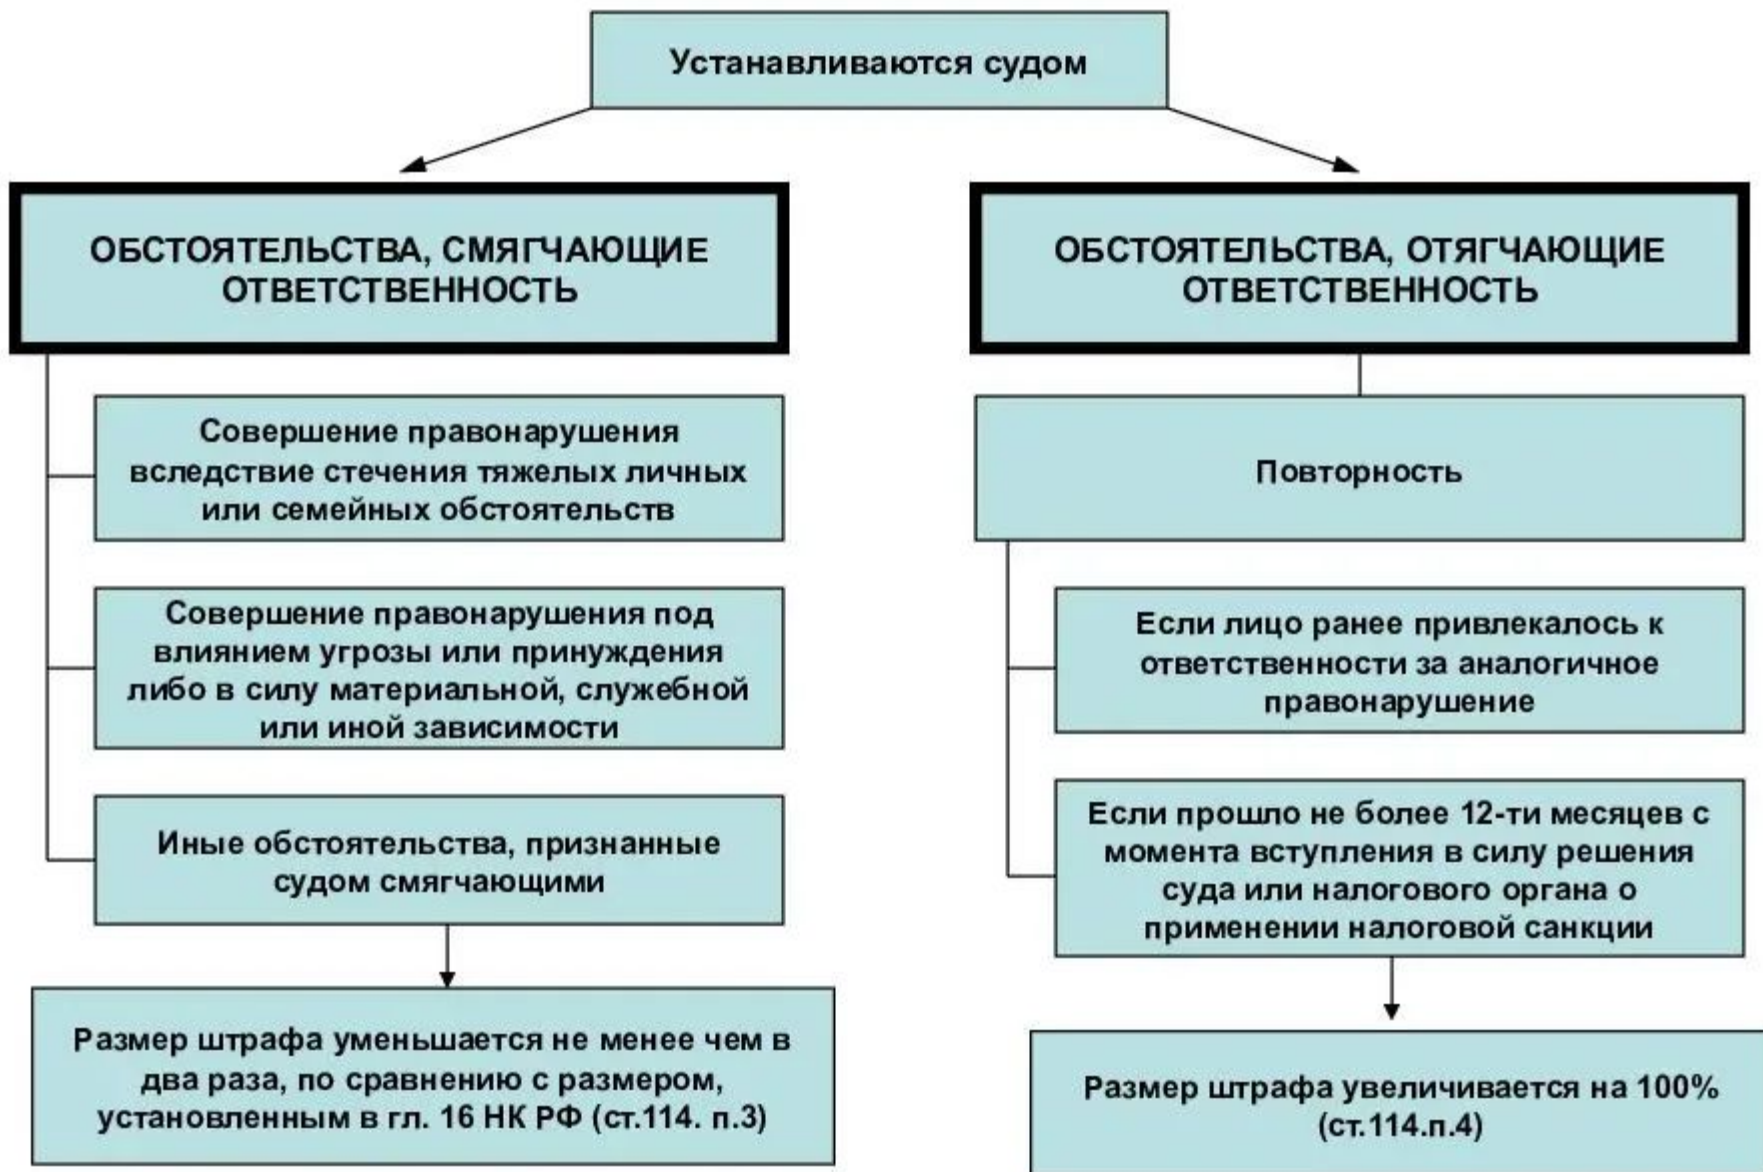 Устанавливаются судом
ОБСТОЯТЕЛЬСТВА, СМЯГЧАЮЩИЕ
ОТВЕТСТВЕННОСТЬ
Совершение правонарушения
вследствие стечения тяжелых личных
или семейных обстоятельств
Совершение правонарушения под
влиянием угрозы или принуждения
либо в силу материальной, служебной
или иной зависимости
Иные обстоятельства, признанные
судом смягчающими
Размер штрафа уменьшается не менее чем в
два раза, по сравнению с размером,
установленным в гл. 16 НК РФ (ст.114. п.3)
ОБСТОЯТЕЛЬСТВА, ОТЯГЧАЮЩИЕ
ОТВЕТСТВЕННОСТЬ
Повторность
Если лицо ранее привлекалось к
ответственности за аналогичное
правонарушение
Если прошло не более 12-ти месяцев с
момента вступления в силу решения
суда или налогового органа о
применении налоговой санкции
Размер штрафа увеличивается на 100%
(ст.114.п.4)